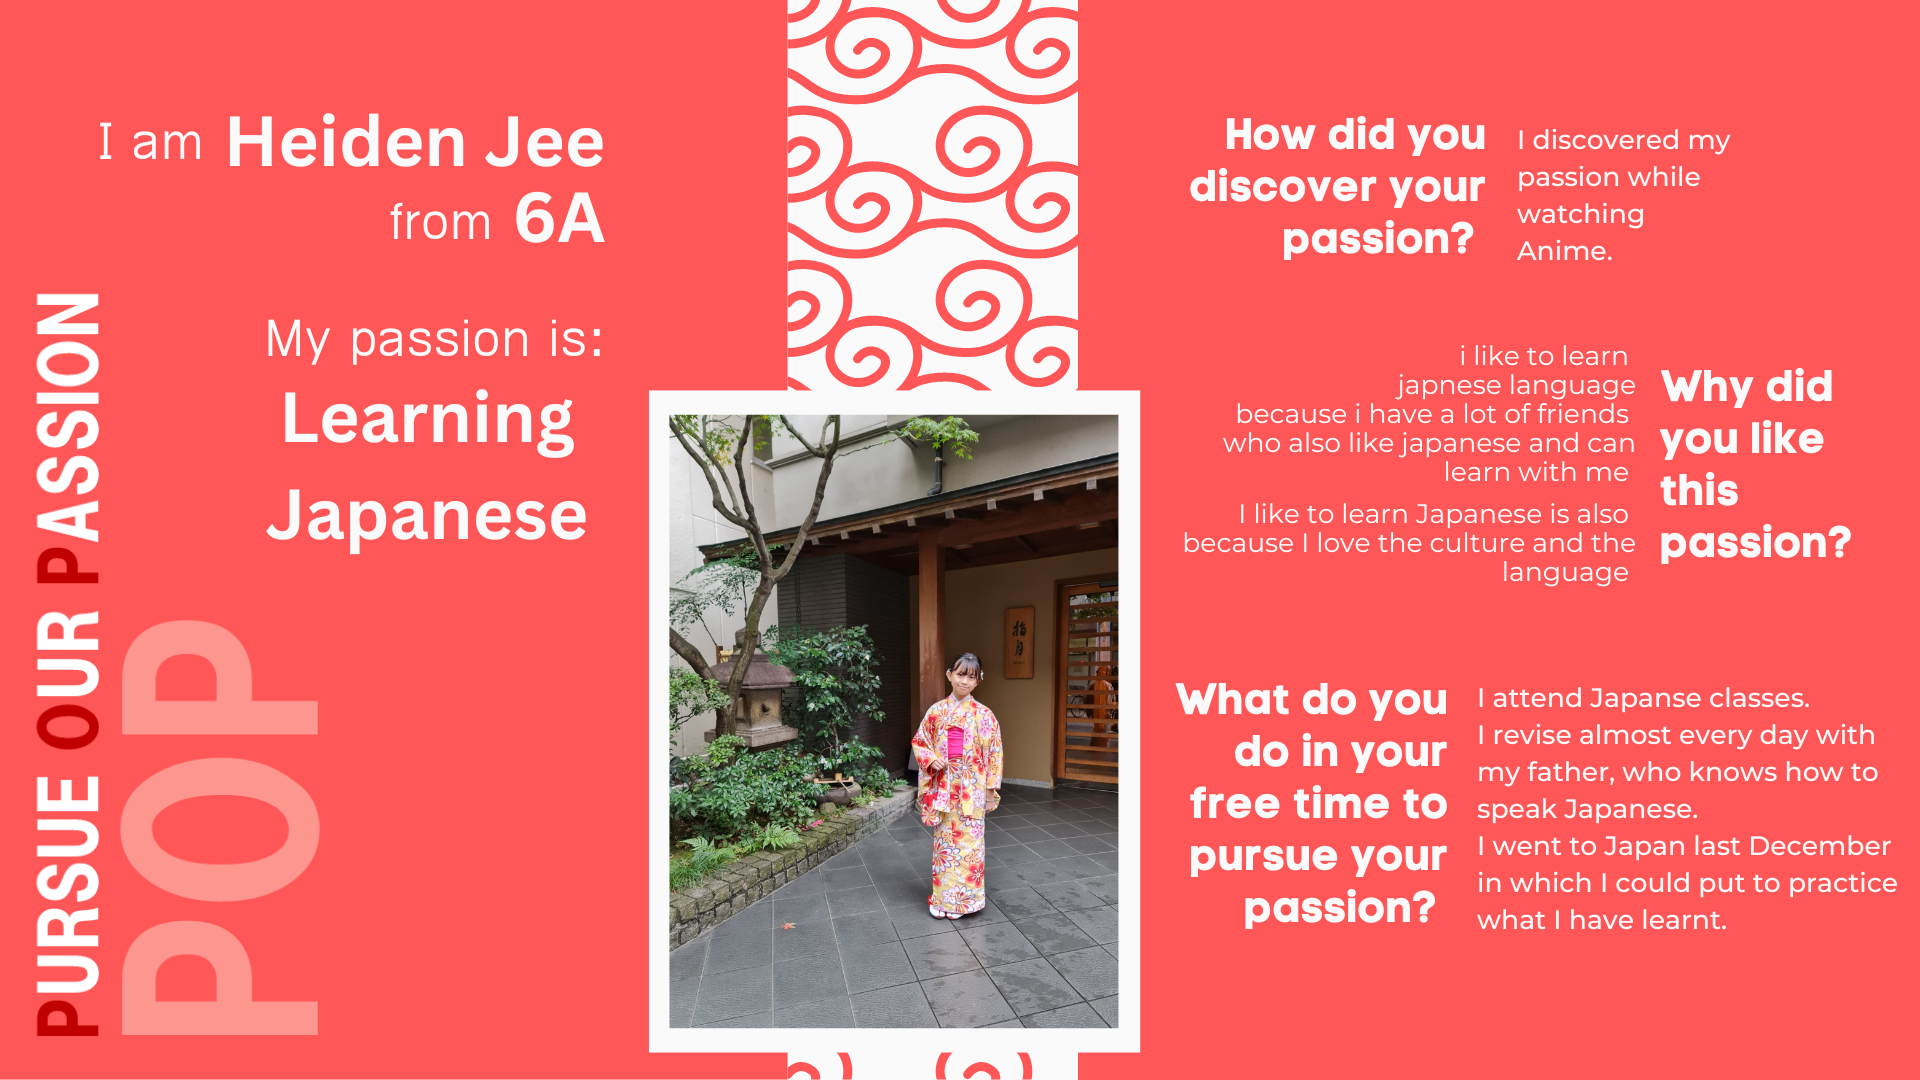 PURSUE OUR PASSION
POP
I am Heiden Jee
from 6A
My passion is:
Learning
Japanese
指月
How did you
discover your
passion?
I discovered my
passion while
watching
Anime.
i like to learn
japnese language
because i have a lot of friends
who also like japanese and can
learn with me
I like to learn Japanese is also
because I love the culture and the
language
Why did
you like
this
passion?
What do you
do in your
free time to
pursue your
passion?
I attend Japanse classes.
I revise almost every day with
my father, who knows how to
speak Japanese.
I went to Japan last December
in which I could put to practice
what I have learnt.